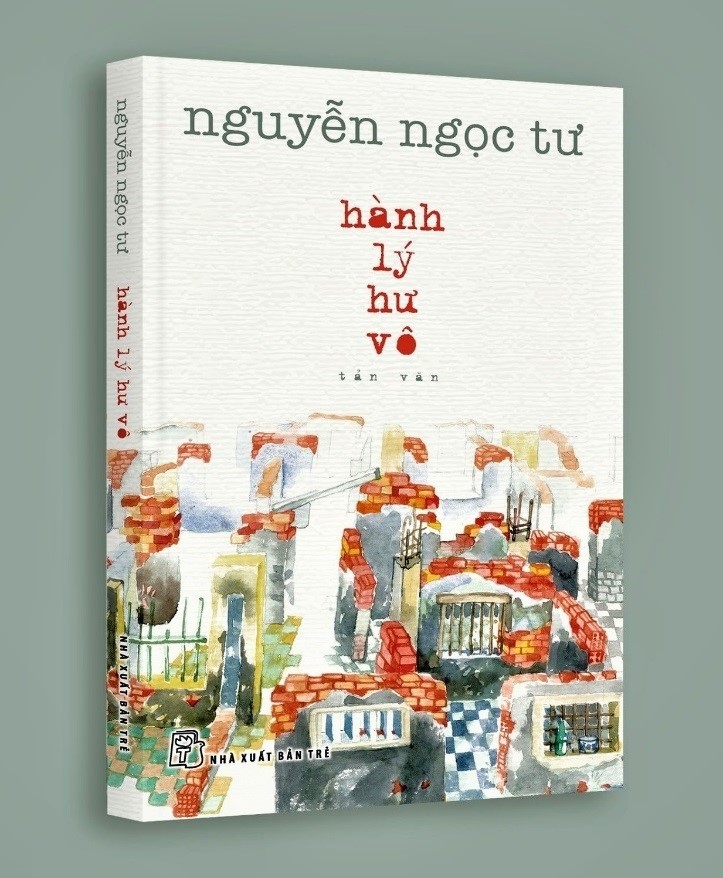 nguyễn ngọc tư
hành
lý
hư
vô
tản văn
NHÀ XUẤT BẢN TRẺ
nguyễn ngọc tư
hành lý hư vô
NHÀ XUẤT BẢN TRẺ